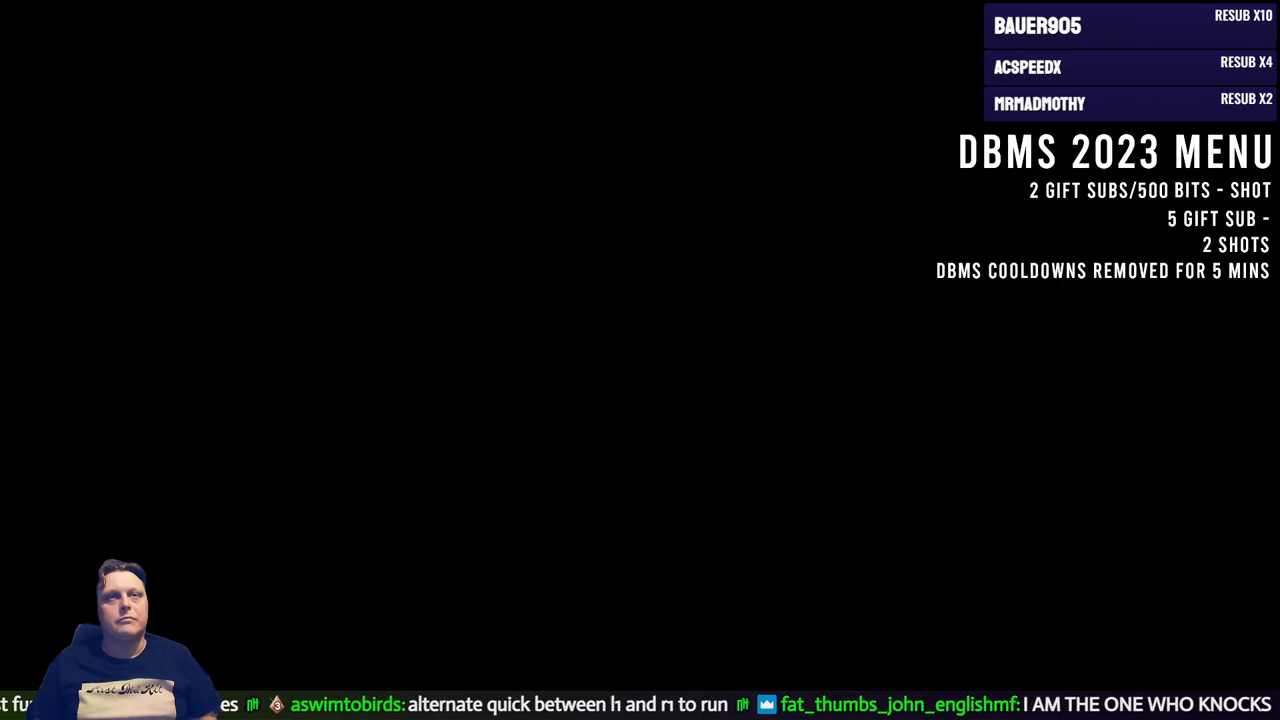 BAUER905 RESUB X10
ACSPEEDX RESUB X4
MRMADMOTHY RESUB X2
DBMS 2023 MENU
2 GIFT SUBS/500 BITS - SHOT
5 GIFT SUB -
2 SHOTS
DBMS COOLDOWNS REMOVED FOR 5 MINS
es aswimtobirds: alternate quick between h and m to run fat_thumbs_john_englishmf: I AM THE ONE WHO KNOCKS